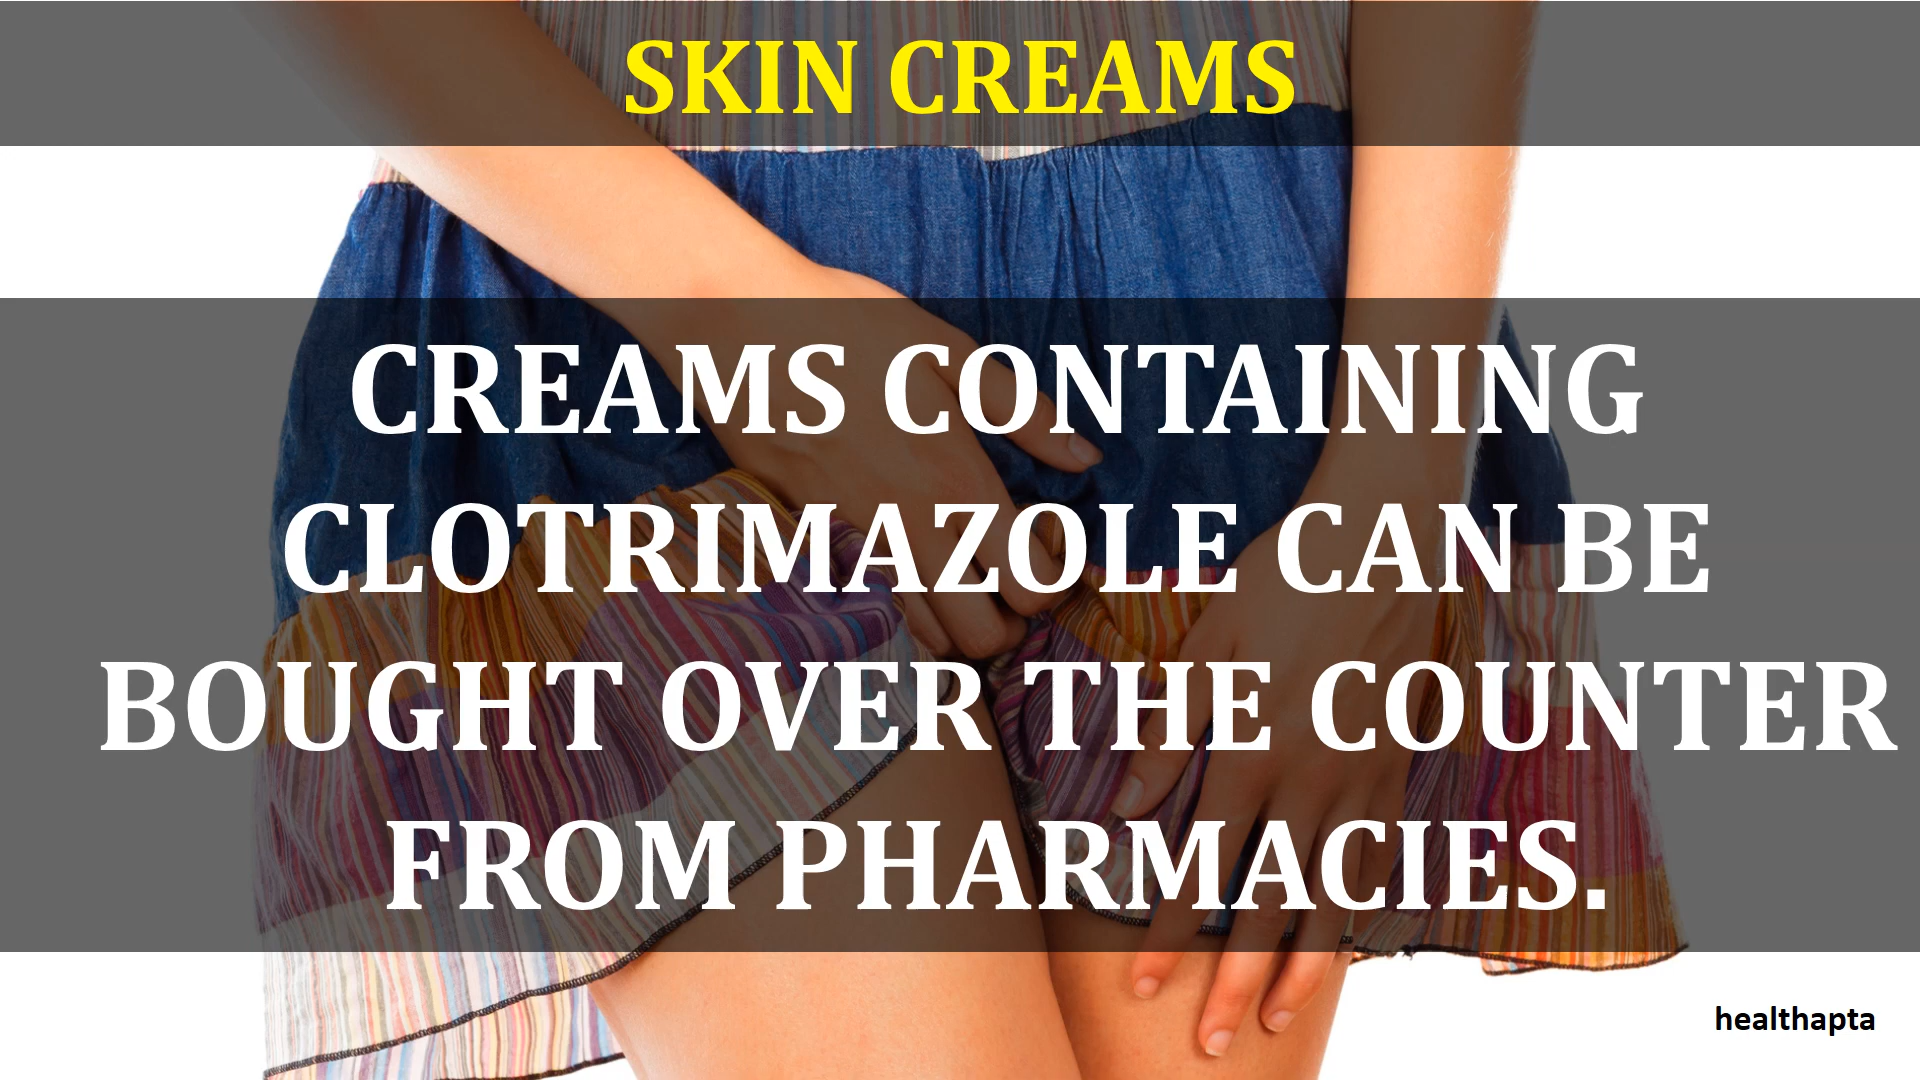 SKIN CREAMS
CREAMS CONTAINING
CLOTRIMAZOLE CAN BE
BOUGHT OVER THE COUNTER
FROM PHARMACIES.
healthapta